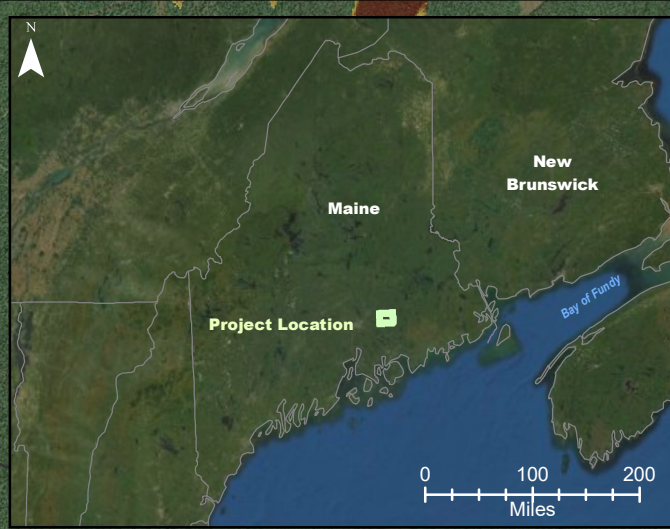 N
New
Brunswick
Maine
Bay of Fundy
Project Location
0 100 200
Miles